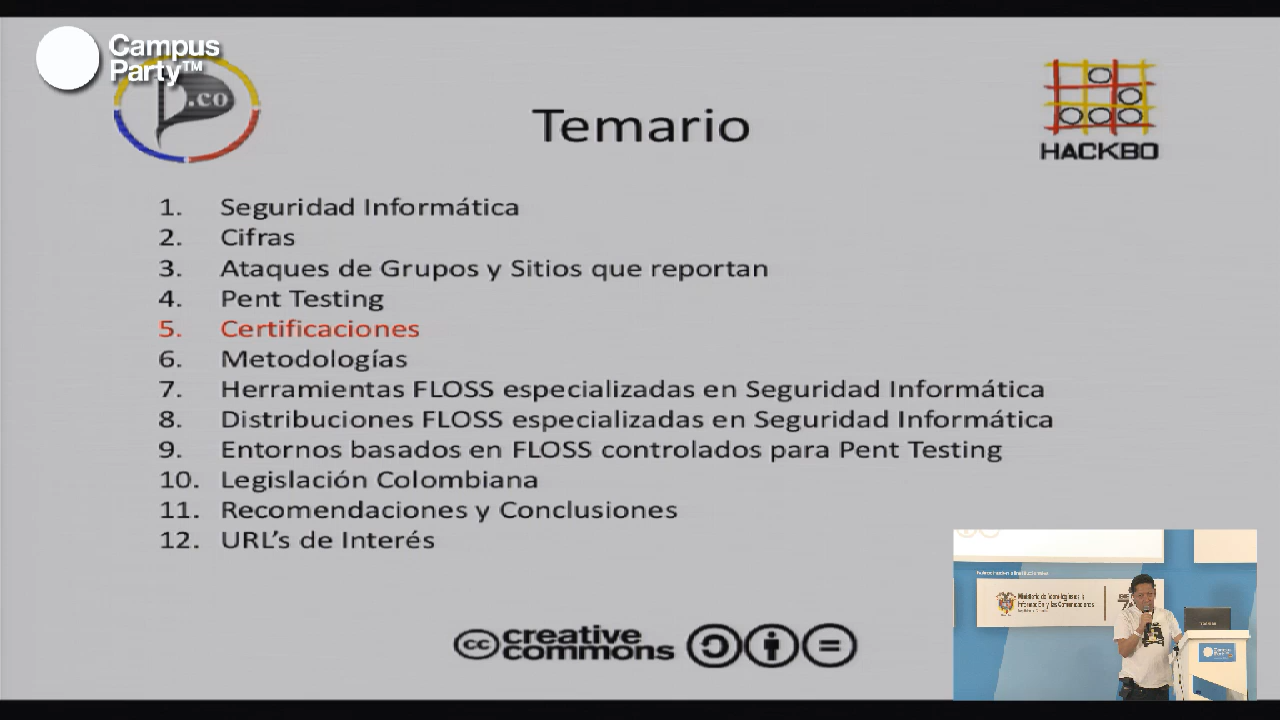 Campus
Party™
.co
Temario
HACKBO
1. Seguridad Informática
2. Cifras
3. Ataques de Grupos y Sitios que reportan
4. Pent Testing
5. Certificaciones
6. Metodologías
7. Herramientas FLOSS especializadas en Seguridad Informática
8. Distribuciones FLOSS especializadas en Seguridad Informática
9. Entornos basados en FLOSS controlados para Pent Testing
10. Legislación Colombiana
11. Recomendaciones y Conclusiones
12. URL’s de Interés
cc creative
commons
Campus
Party